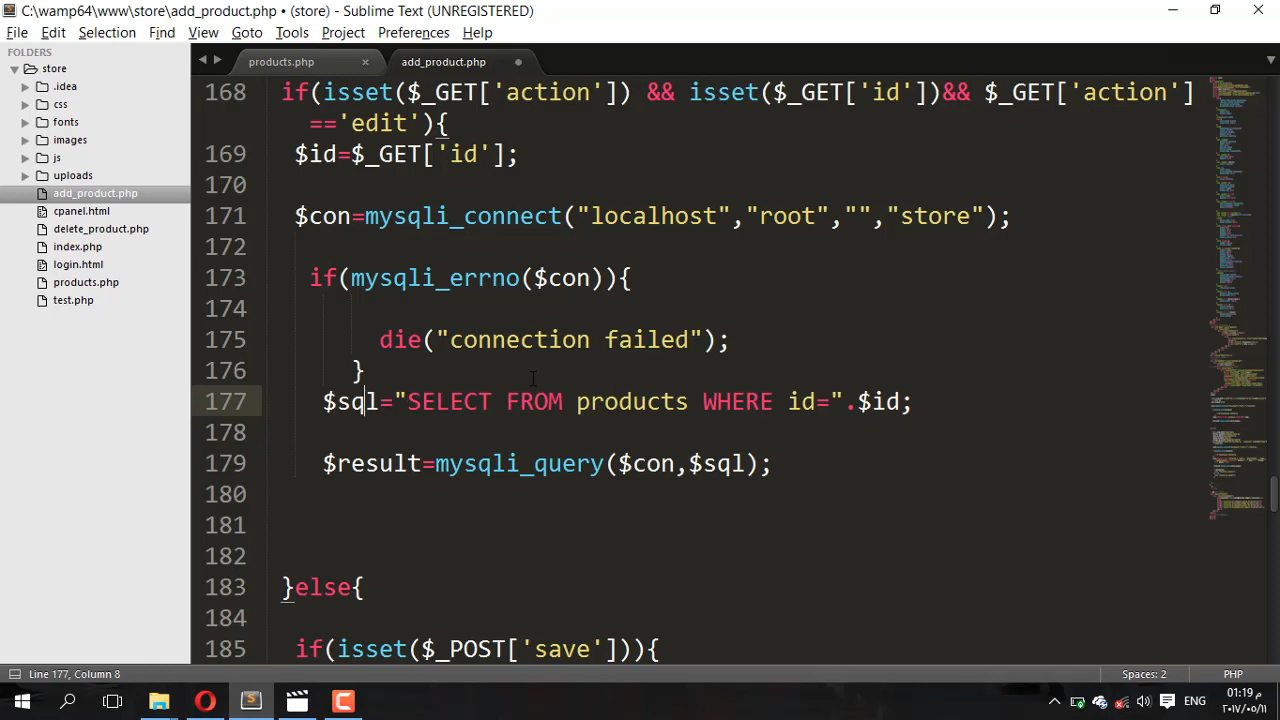 C:\wamp64\www\store\add_product.php • (store) - Sublime Text (UNREGISTERED)
File Edit Selection Find View Goto Tools Project Preferences Help
FOLDERS
store
.idea
css
fonts
images
js
uploads
add_product.php
cpanel.html
delete_product.php
index.php
login.html
products.php
test.php
products.php × add_product.php
168 if(isset($_GET['action']) && isset($_GET['id'])&& $_GET['action']
=='edit'){
169 $id=$_GET['id'];
170
171 $con=mysqli_connect("localhost","root","","store");
172
173 if(mysqli_errno($con)){
174
175 die("connection failed");
176 }
177 $sql="SELECT FROM products WHERE id=".$id;
178
179 $result=mysqli_query($con,$sql);
180
181
182
183 }else{
184
185 if(isset($_POST['save'])){
Line 177, Column 8 Spaces: 2 PHP
ENG
01:19 م
٢٠١٧/٠٥/١١